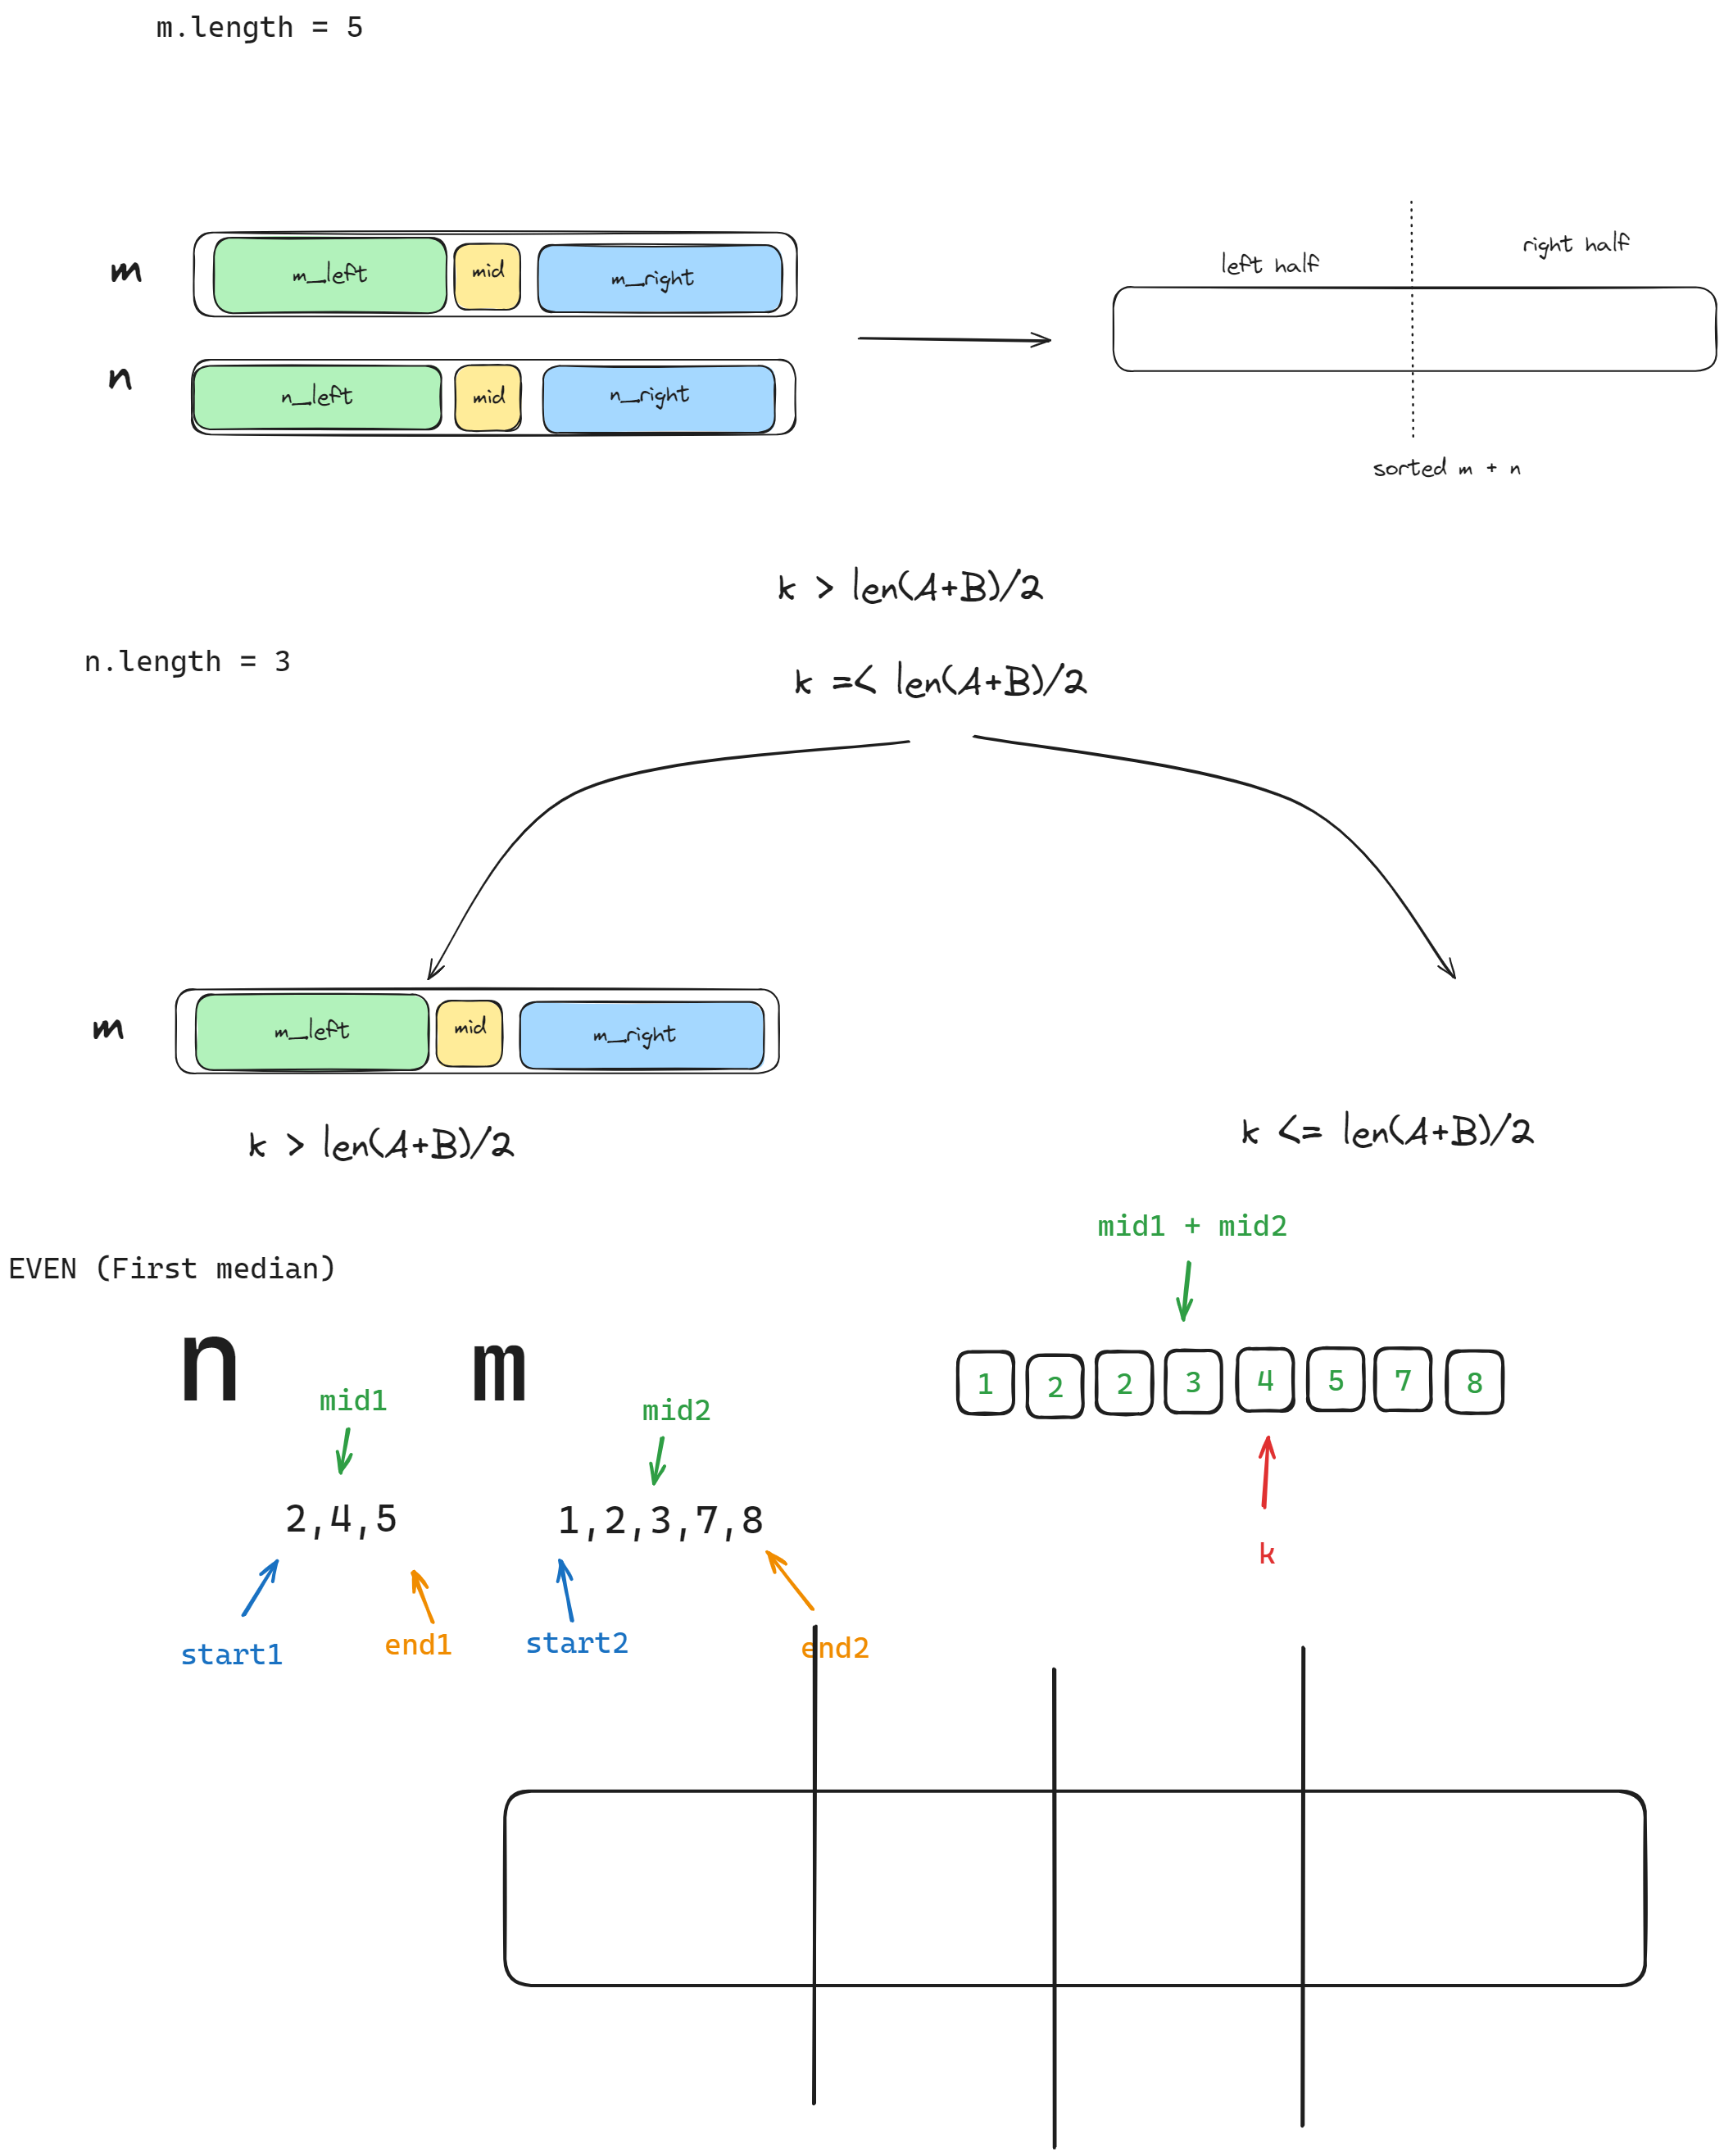 m.length = 5
left half
right half
m
m_left
mid
m_right
n
n_left
mid
n_right
sorted m + n
k > len(A+B)/2
n.length = 3
k =< len(A+B)/2
m
m_left
mid
m_right
k > len(A+B)/2
k <= len(A+B)/2
mid1 + mid2
EVEN (First median)
n
m
mid1
mid2
1 2 2 3 4 5 7 8
2,4,5
1,2,3,7,8
k
start1
end1
start2
end2